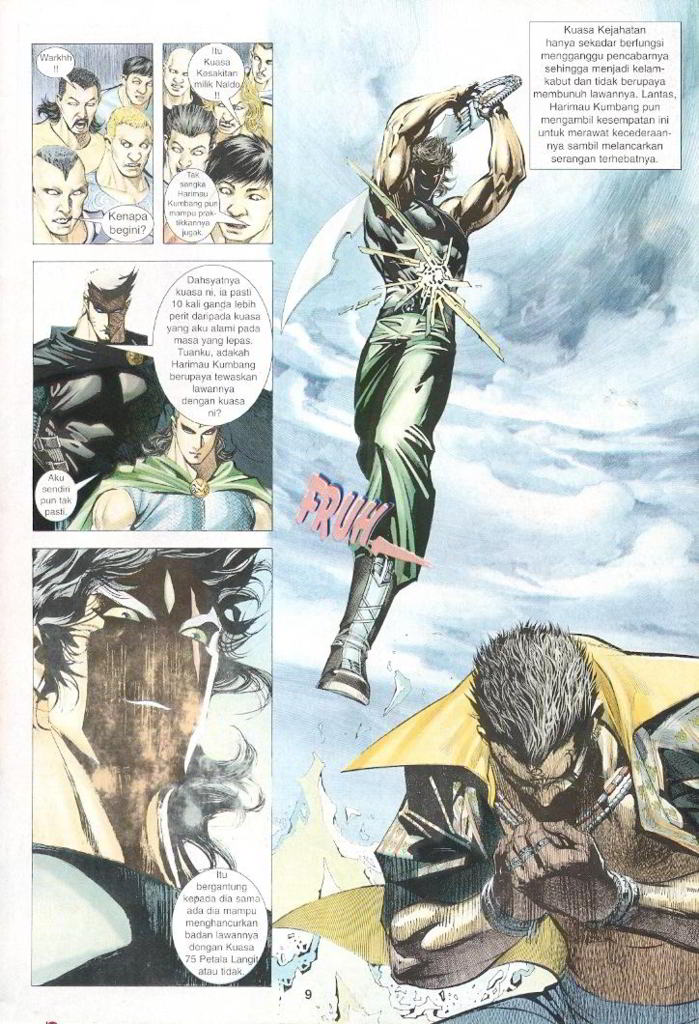 Warkhh
!!
Kenapa
begini?
Itu
Kuasa
Kesakitan
milik Naldo
!!
Tak
sangka
Harimau
Kumbang pun
mampu prak-
tikkannya
jugak.
Dahsyatnya
kuasa ni, ia pasti
10 kali ganda lebih
perit daripada kuasa
yang aku alami pada
masa yang lepas.
Tuanku, adakah
Harimau Kumbang
berupaya tewaskan
lawannya
dengan kuasa
ni?
Aku
sendiri
pun tak
pasti.
Itu
bergantung
kepada dia sama
ada dia mampu
menghancurkan
badan lawannya
dengan Kuasa
75 Petala Langit
atau tidak.
Kuasa Kejahatan
hanya sekadar berfungsi
mengganggu pencabarnya
sehingga menjadi kelam-
kabut dan tidak berupaya
membunuh lawannya. Lantas,
Harimau Kumbang pun
mengambil kesempatan ini
untuk merawat kecederaan-
nya sambil melancarkan
serangan terhebatnya.
FRUH
9